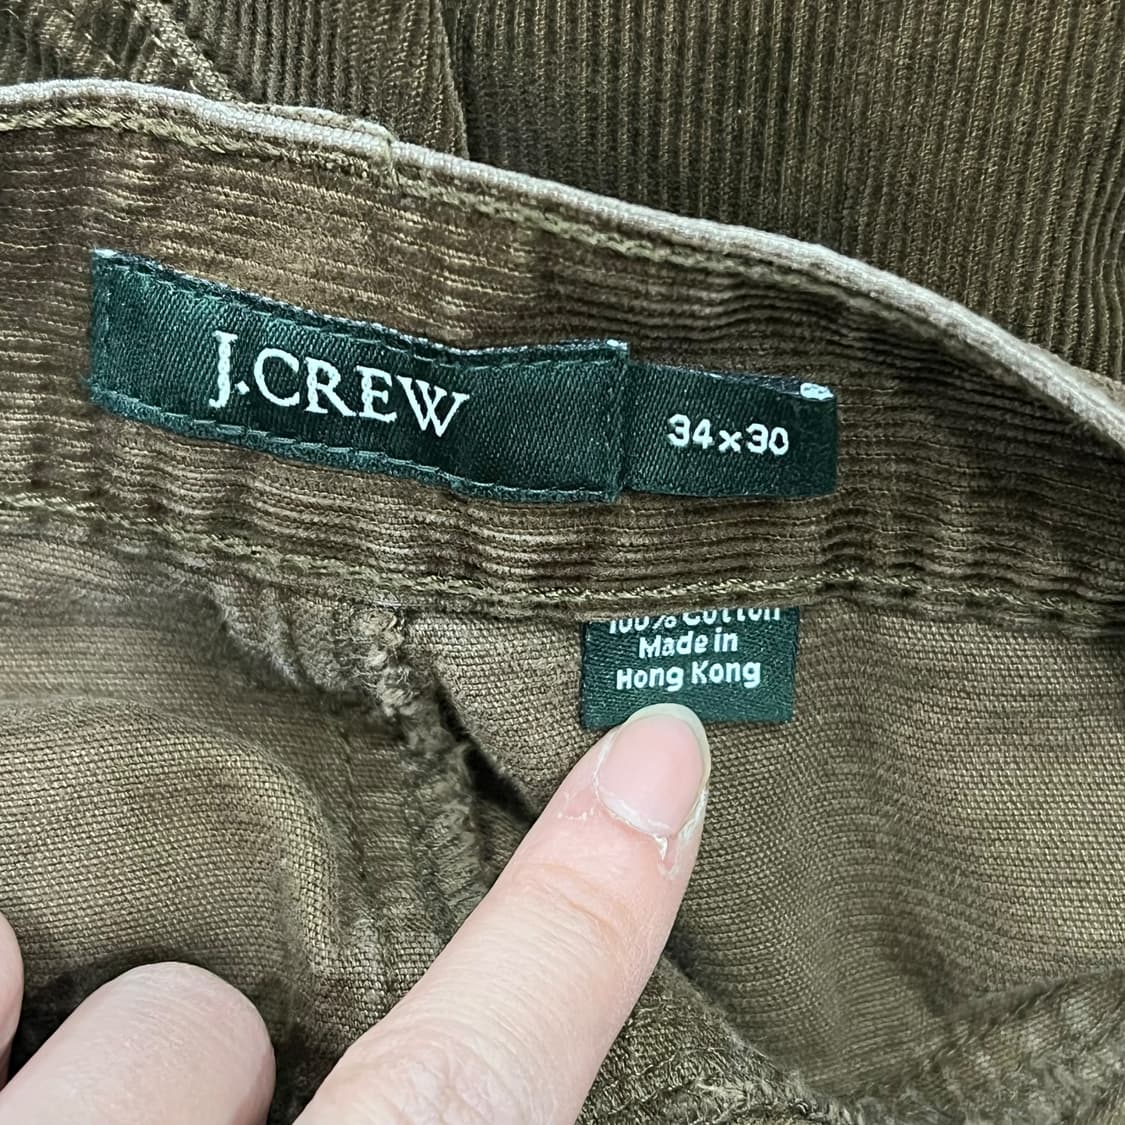 J.CREW
34x30
100% Cotton
Made in
Hong Kong